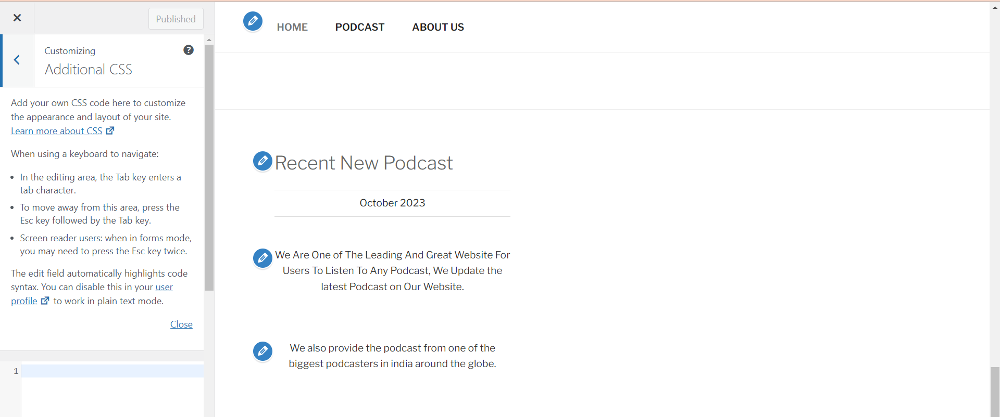 Published
Customizing
Additional CSS
Add your own CSS code here to customize
the appearance and layout of your site.
Learn more about CSS
When using a keyboard to navigate:
In the editing area, the Tab key enters a
tab character.
To move away from this area, press the
Esc key followed by the Tab key.
Screen reader users: when in forms mode,
you may need to press the Esc key twice.
The edit field automatically highlights code
syntax. You can disable this in your user
profile to work in plain text mode.
Close
1
HOME PODCAST ABOUT US
Recent New Podcast
October 2023
We Are One of The Leading And Great Website For
Users To Listen To Any Podcast, We Update the
latest Podcast on Our Website.
We also provide the podcast from one of the
biggest podcasters in india around the globe.